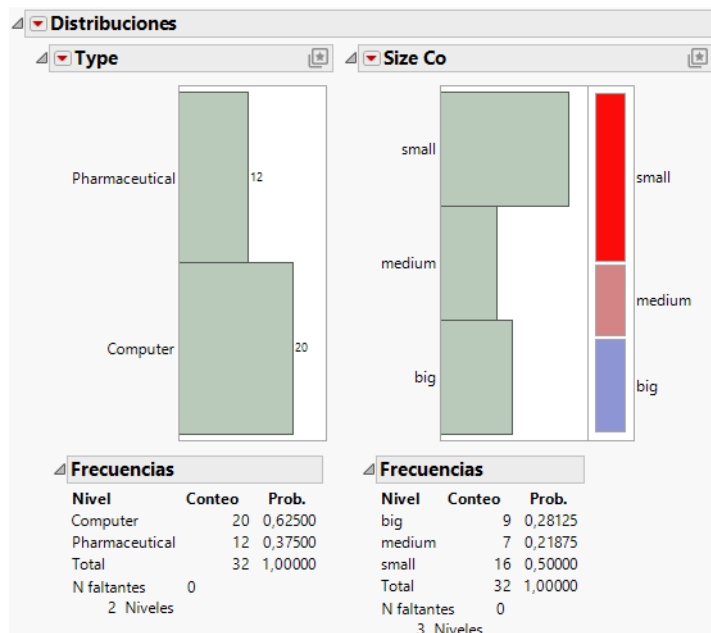 Distribuciones
Type
Pharmaceutical 12
Computer 20
Frecuencias
Nivel Conteo Prob.
Computer 20 0,62500
Pharmaceutical 12 0,37500
Total 32 1,00000
N faltantes 0
2 Niveles
Size Co
small
medium
big
small
medium
big
Frecuencias
Nivel Conteo Prob.
big 9 0,28125
medium 7 0,21875
small 16 0,50000
Total 32 1,00000
N faltantes 0
3 Niveles